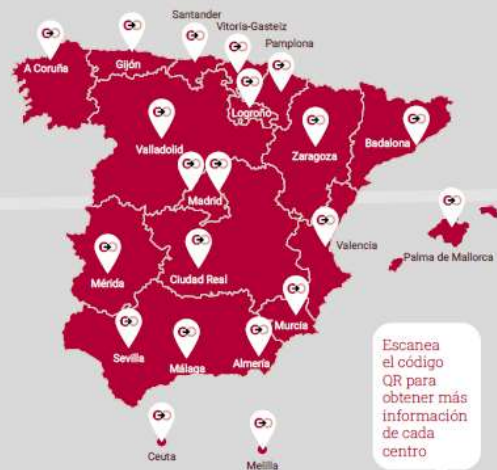 Santander
Vitoria-Gasteiz
Pamplona
A Coruña
Gijón
Logroño
Valladolid
Zaragoza
Badalona
Madrid
Valencia
Palma de Mallorca
Mérida
Ciudad Real
Murcia
Sevilla
Málaga
Almería
Ceuta
Melilla
Escanea
el código
QR para
obtener más
información
de cada
centro